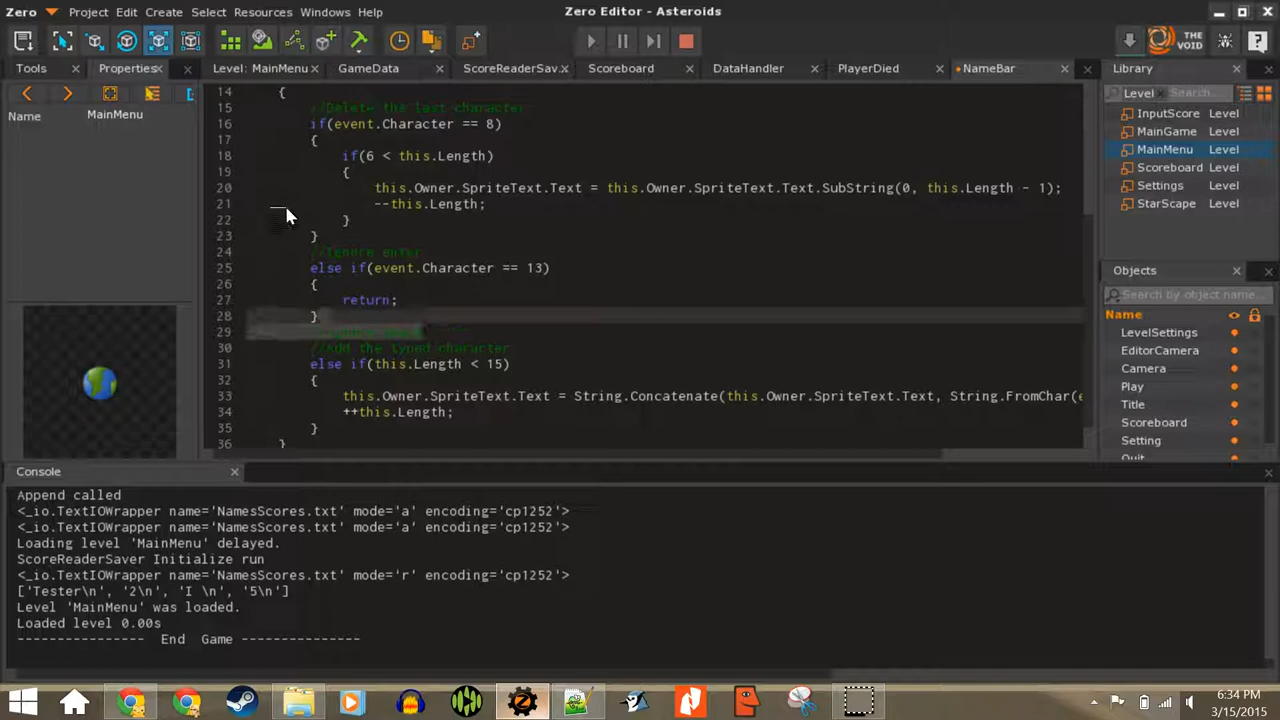 Zero Project Edit Create Select Resources Windows Help Zero Editor - Asteroids
THE VOID
Tools Properties Level: MainMenu GameData ScoreReaderSav. Scoreboard DataHandler PlayerDied NameBar Library
Name MainMenu
Level Search...
InputScore Level
MainGame Level
MainMenu Level
Scoreboard Level
Settings Level
StarScape Level
14 {
15 //Delete the last character
16 if(event.Character == 8)
17 {
18 if(6 < this.Length)
19 {
20 this.Owner.SpriteText.Text = this.Owner.SpriteText.Text.SubString(0, this.Length - 1);
21 --this.Length;
22 }
23 }
24 //Ignore enter
25 else if(event.Character == 13)
26 {
27 return;
28 }
29
30 //Add the typed character
31 else if(this.Length < 15)
32 {
33 this.Owner.SpriteText.Text = String.Concatenate(this.Owner.SpriteText.Text, String.FromChar(e
34 ++this.Length;
35 }
36 }
Objects
Search by object name...
Name
LevelSettings
EditorCamera
Camera
Play
Title
Scoreboard
Setting
Quit
Console
Append called
<_io.TextIOWrapper name='NamesScores.txt' mode='a' encoding='cp1252'>
<_io.TextIOWrapper name='NamesScores.txt' mode='a' encoding='cp1252'>
Loading level 'MainMenu' delayed.
ScoreReaderSaver Initialize run
<_io.TextIOWrapper name='NamesScores.txt' mode='r' encoding='cp1252'>
['Tester\n', '2\n', 'I \n', '5\n']
Level 'MainMenu' was loaded.
Loaded level 0.00s
---------------- End Game ---------------
6:34 PM
3/15/2015